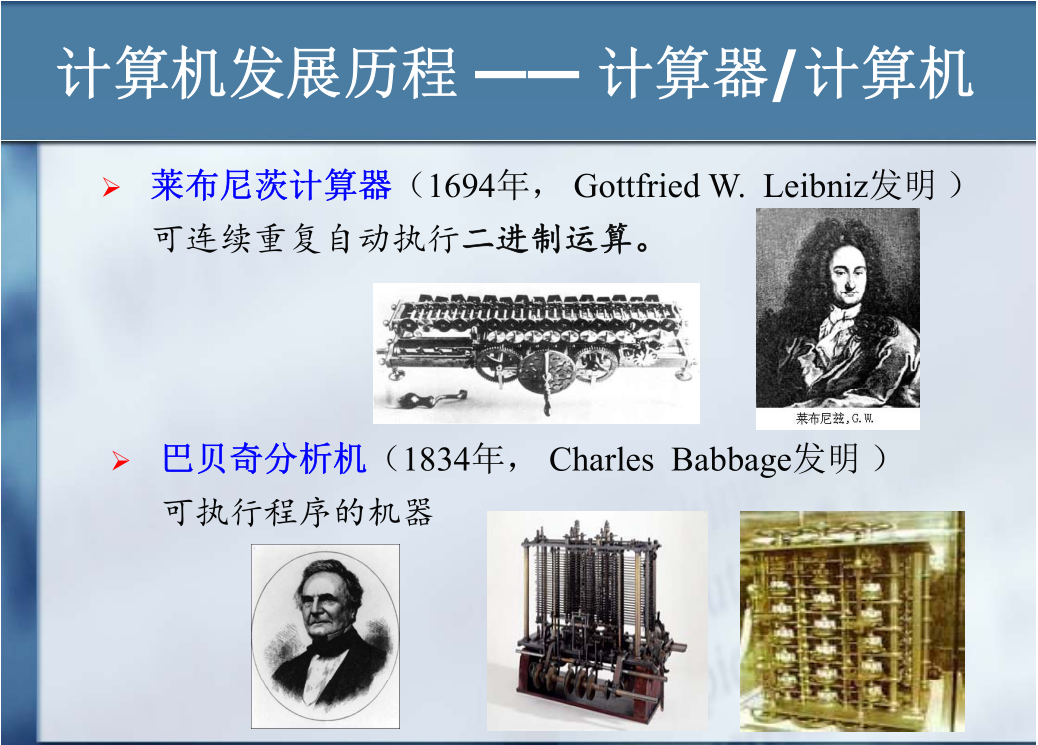 计算机发展历程 —— 计算器/计算机
莱布尼茨计算器（1694年， Gottfried W. Leibniz发明 ）
可连续重复自动执行二进制运算。
莱布尼兹,G.W.
巴贝奇分析机（1834年， Charles Babbage发明 ）
可执行程序的机器